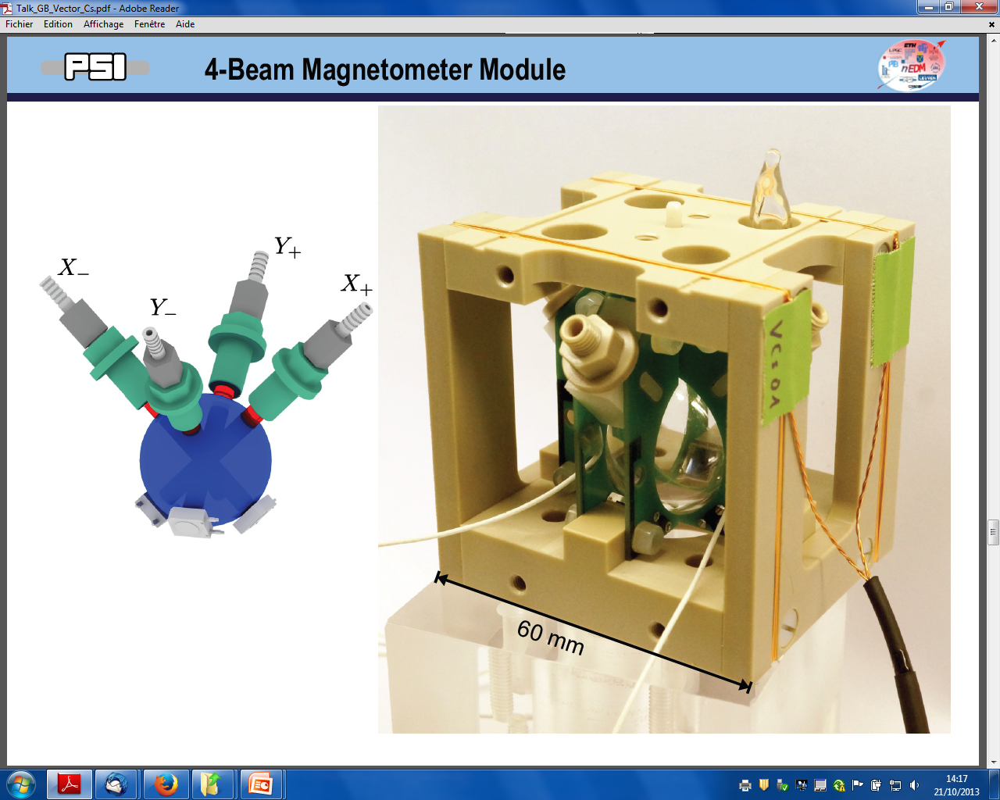 Talk_GB_Vector_Cs.pdf - Adobe Reader
Fichier Edition Affichage Fenêtre Aide
PSI
4-Beam Magnetometer Module
nEDM
X₋
Y₊
Y₋
X₊
60 mm
14:17
21/10/2013